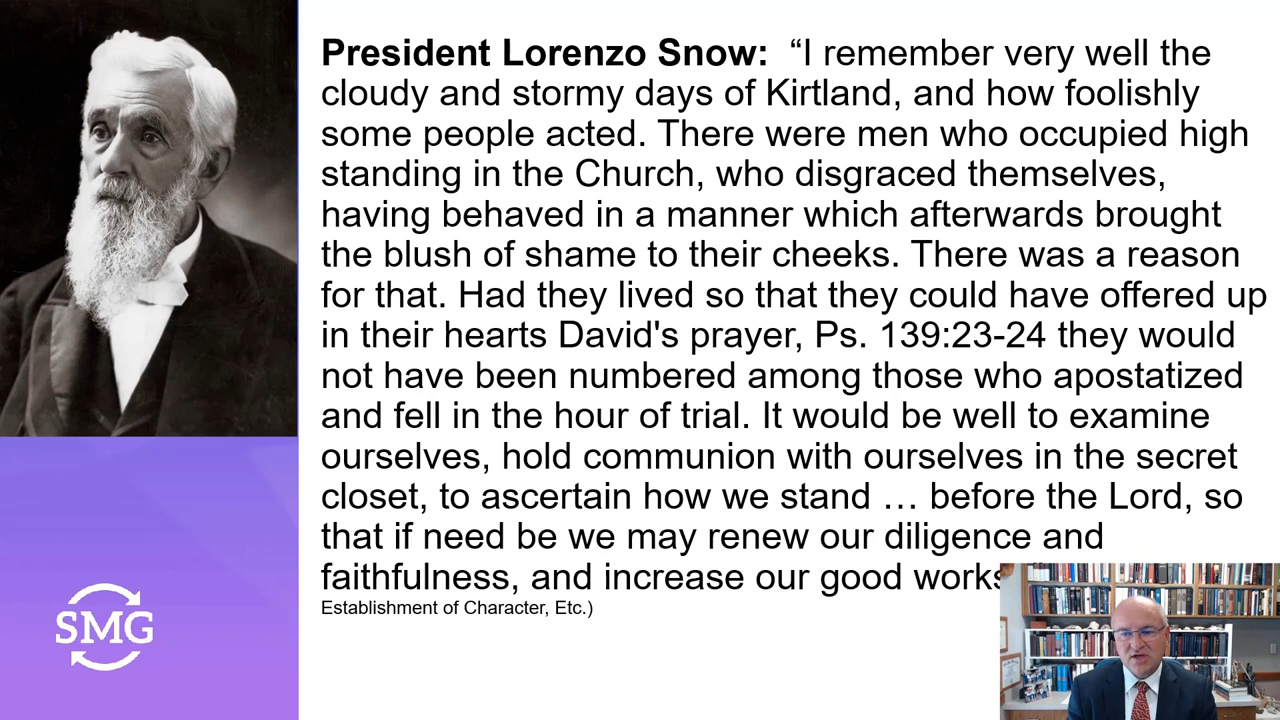 President Lorenzo Snow: “I remember very well the
cloudy and stormy days of Kirtland, and how foolishly
some people acted. There were men who occupied high
standing in the Church, who disgraced themselves,
having behaved in a manner which afterwards brought
the blush of shame to their cheeks. There was a reason
for that. Had they lived so that they could have offered up
in their hearts David's prayer, Ps. 139:23-24 they would
not have been numbered among those who apostatized
and fell in the hour of trial. It would be well to examine
ourselves, hold communion with ourselves in the secret
closet, to ascertain how we stand … before the Lord, so
that if need be we may renew our diligence and
faithfulness, and increase our good works
Establishment of Character, Etc.)
SMG